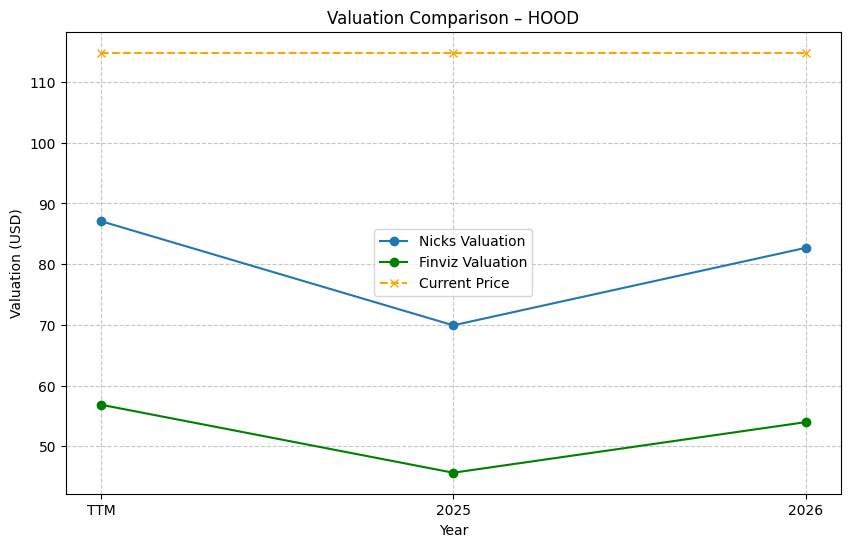 Valuation Comparison – HOOD
Valuation (USD)
110
100
90
80
70
60
50
Nicks Valuation
Finviz Valuation
Current Price
TTM
2025
2026
Year